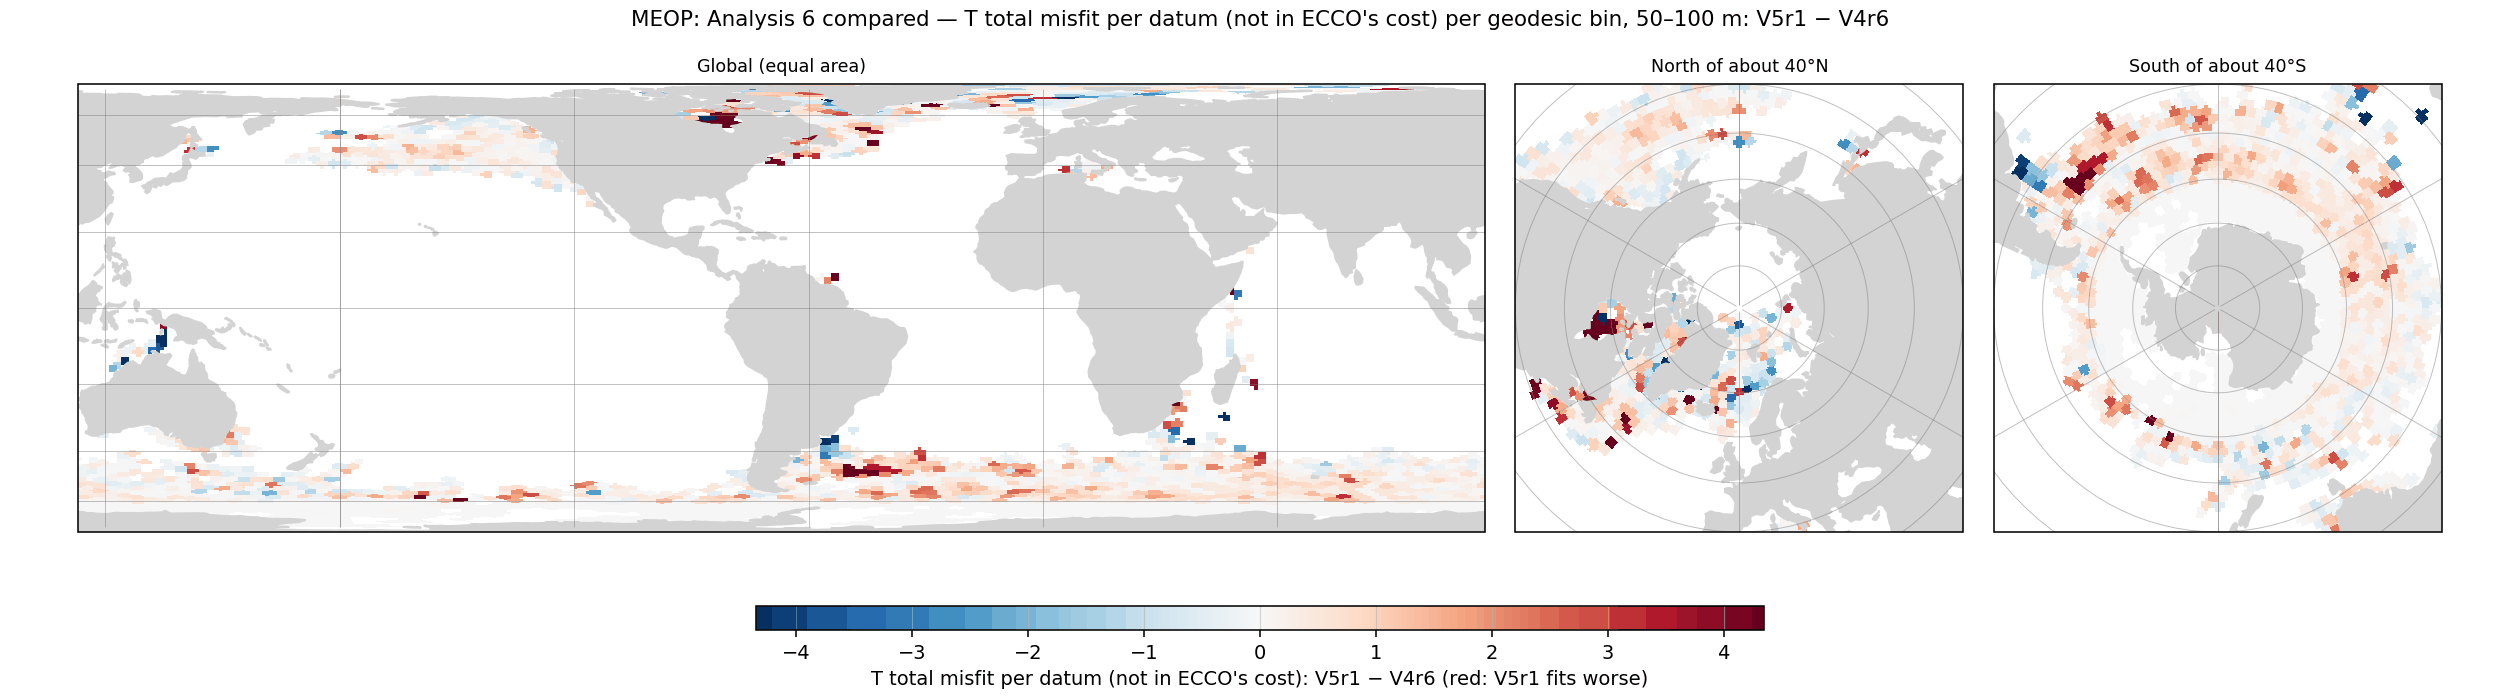 MEOP: Analysis 6 compared — T total misfit per datum (not in ECCO's cost) per geodesic bin, 50–100 m: V5r1 − V4r6
Global (equal area)
North of about 40°N
South of about 40°S
−4 −3 −2 −1 0 1 2 3 4
T total misfit per datum (not in ECCO's cost): V5r1 − V4r6 (red: V5r1 fits worse)